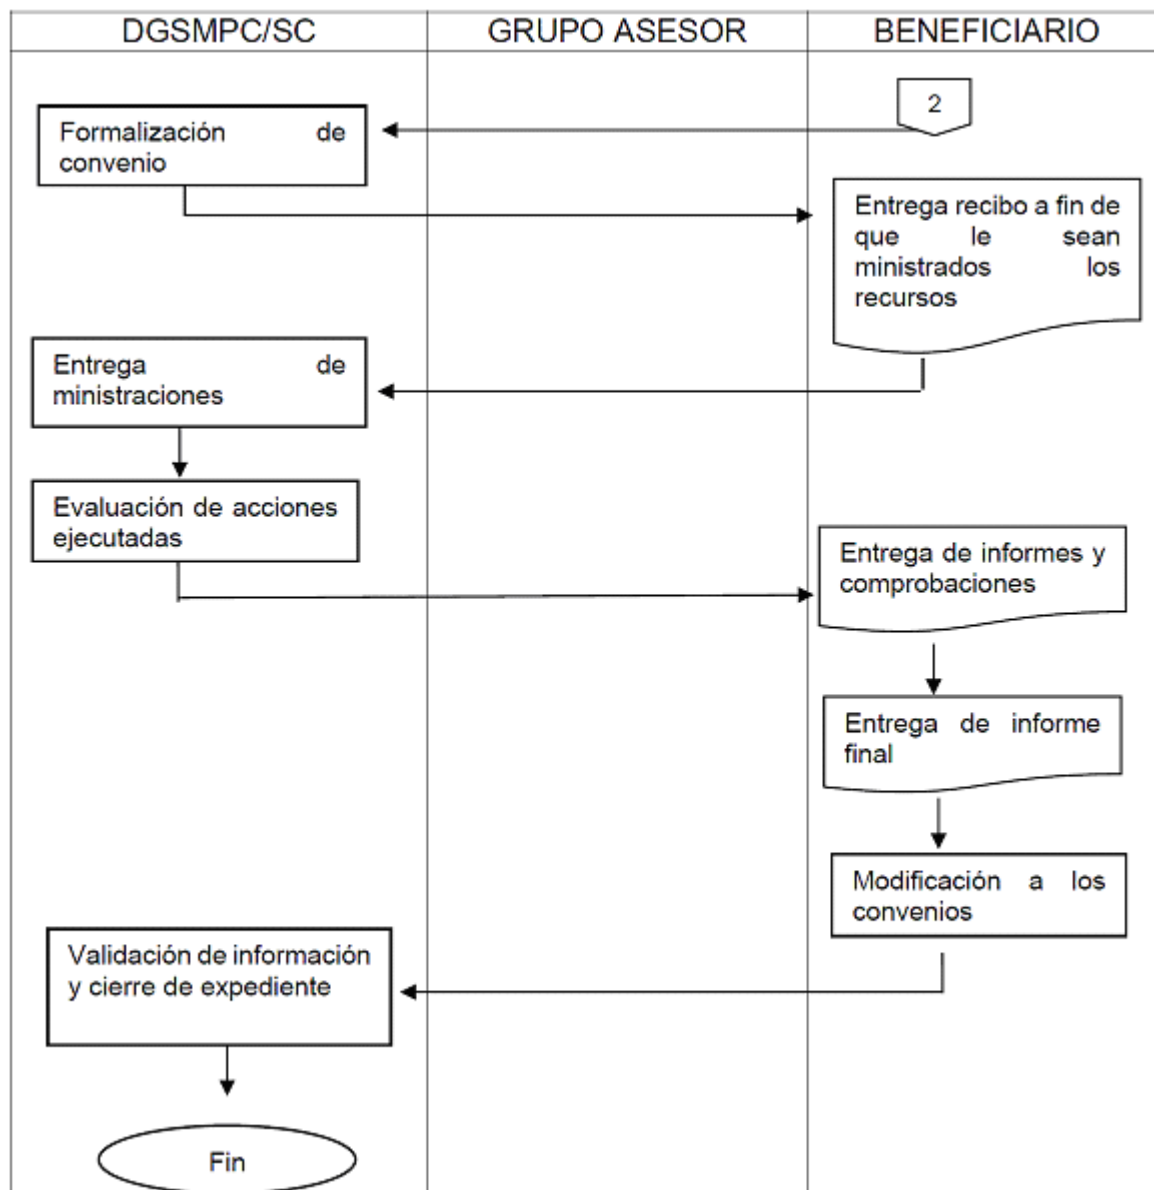 DGSMPC/SC
GRUPO ASESOR
BENEFICIARIO
2
Formalización de
convenio
Entrega recibo a fin de
que le sean
ministrados los
recursos
Entrega de
ministraciones
Evaluación de acciones
ejecutadas
Entrega de informes y
comprobaciones
Entrega de informe
final
Modificación a los
convenios
Validación de información
y cierre de expediente
Fin